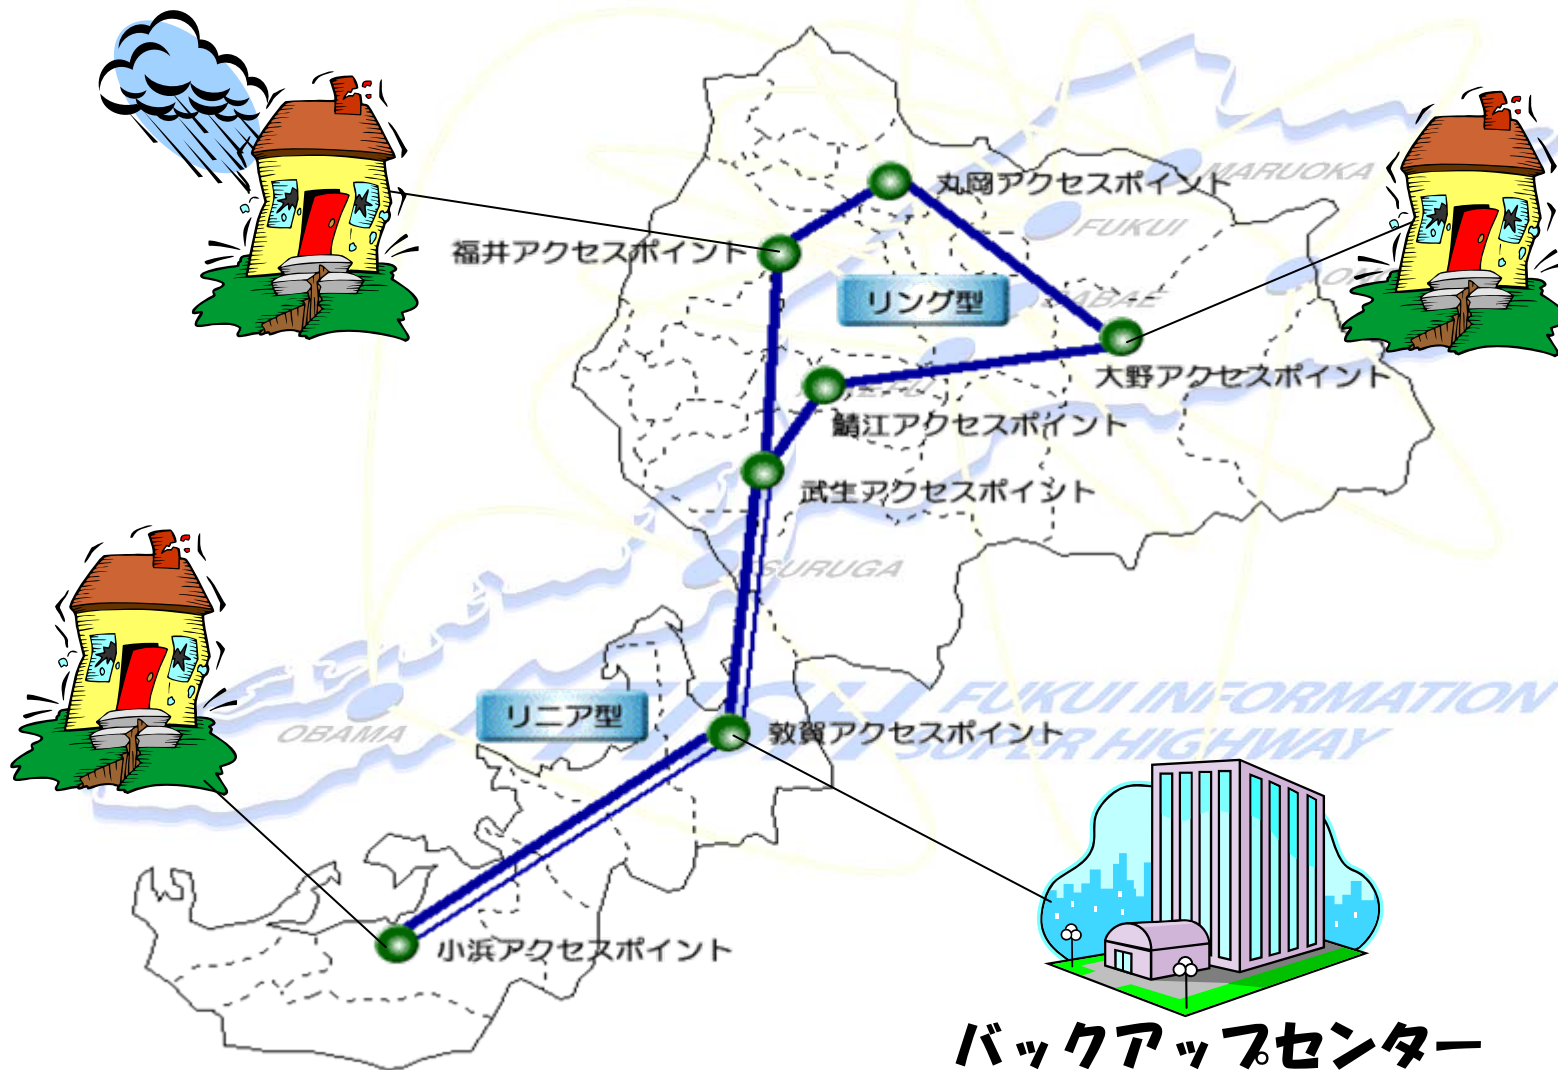 丸岡アクセスポイント
MARUOKA
FUKUI
福井アクセスポイント
リング型
大野アクセスポイント
鯖江アクセスポイント
武生アクセスポイント
リニア型
OBAMA
FUKUI INFORMATION
SUPER HIGHWAY
敦賀アクセスポイント
小浜アクセスポイント
バックアップセンター